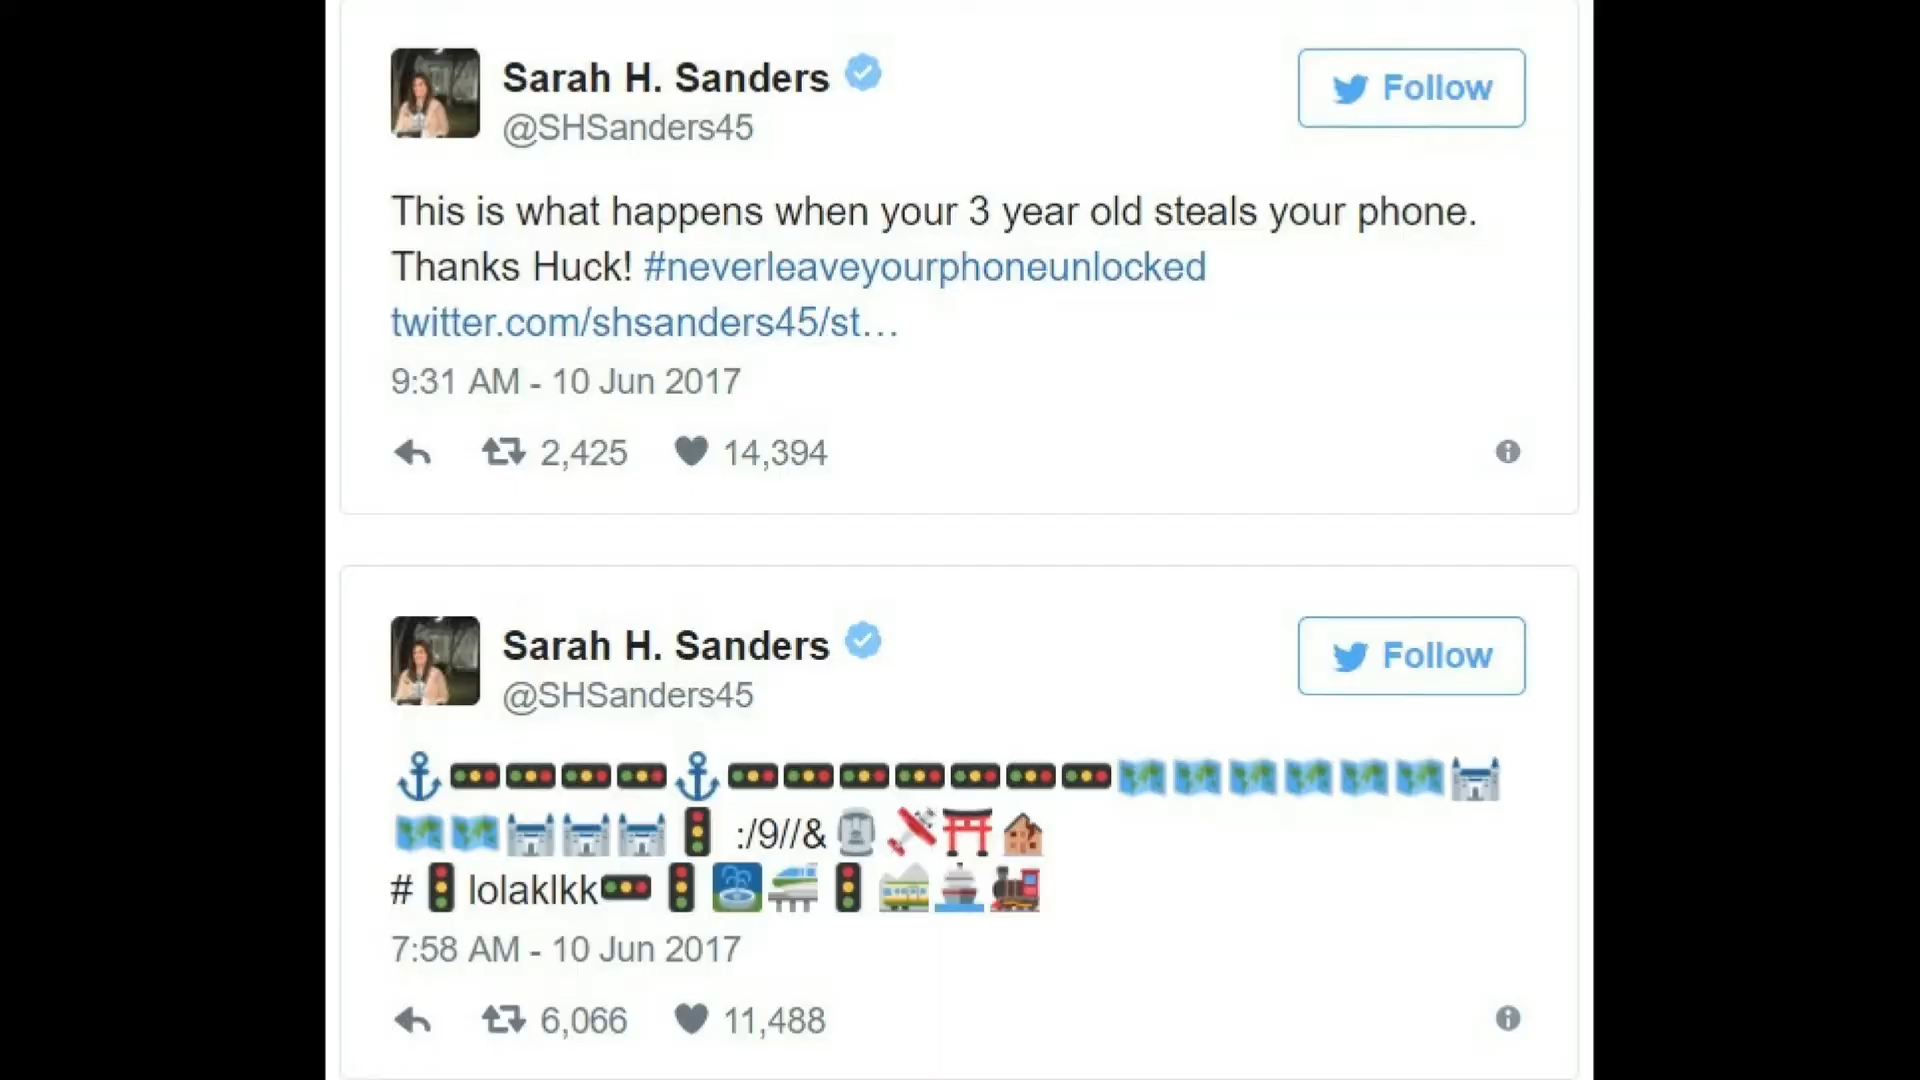 Sarah H. Sanders
Follow
@SHSanders45
This is what happens when your 3 year old steals your phone.
Thanks Huck! #neverleaveyourphoneunlocked
twitter.com/shsanders45/st...
9:31 AM - 10 Jun 2017
2,425 14,394
Sarah H. Sanders
Follow
@SHSanders45
⚓🚥🚥🚥🚥⚓🚥🚥🚥🚥🚥🚥🚥🗺🗺🗺🗺🗺🗺🏰
🗺🗺🏰🏰🏰🚦 :/9//&🚊🛩⛩🏚
#🚦lolaklkk🚥🚦⛲🚝🚦🚞🛳🚂
7:58 AM - 10 Jun 2017
6,066 11,488